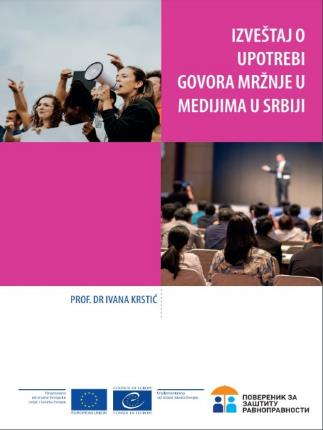 IZVEŠTAJ O
UPOTREBI
GOVORA MRŽNJE U
MEDIJIMA U SRBIJI
PROF. DR IVANA KRSTIĆ
EUROPEAN UNION
COUNCIL OF EUROPE
CONSEIL DE L'EUROPE
ПОВЕРЕНИК ЗА
ЗАШТИТУ
РАВНОПРАВНОСТИ